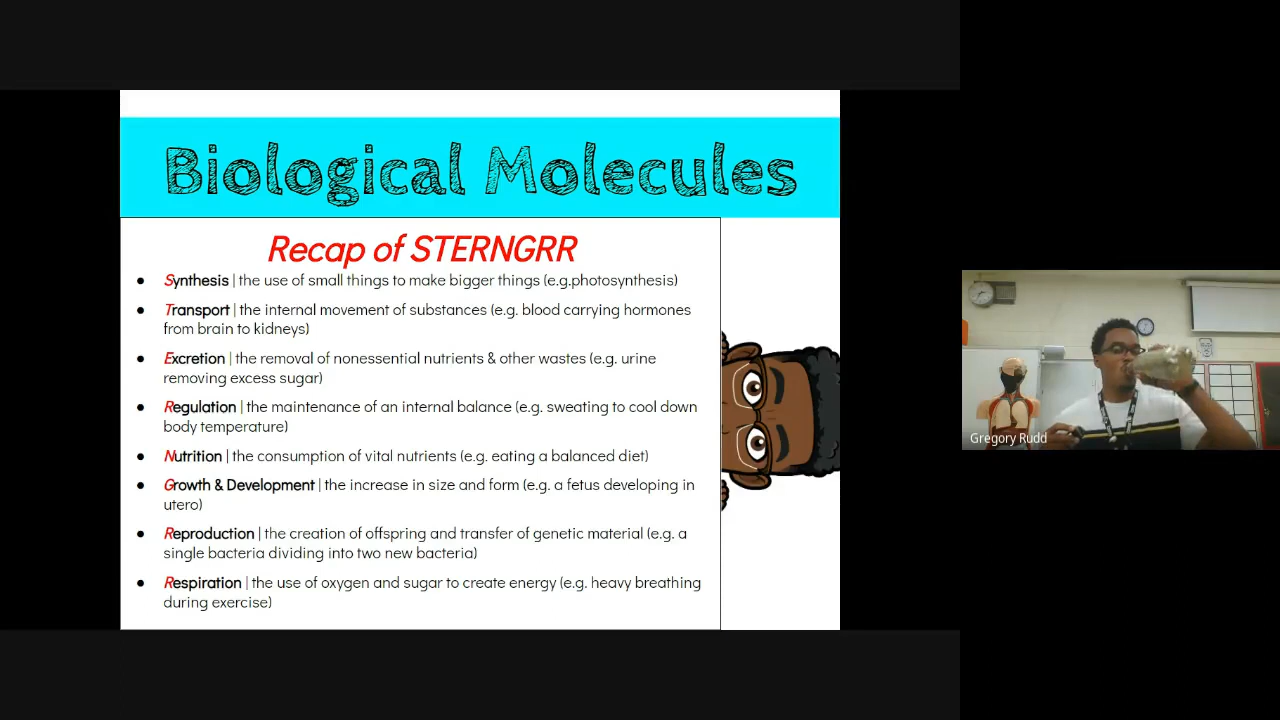 Biological Molecules
Recap of STERNGRR
● Synthesis | the use of small things to make bigger things (e.g.photosynthesis)
● Transport | the internal movement of substances (e.g. blood carrying hormones
from brain to kidneys)
● Excretion | the removal of nonessential nutrients & other wastes (e.g. urine
removing excess sugar)
● Regulation | the maintenance of an internal balance (e.g. sweating to cool down
body temperature)
● Nutrition | the consumption of vital nutrients (e.g. eating a balanced diet)
● Growth & Development | the increase in size and form (e.g. a fetus developing in
utero)
● Reproduction | the creation of offspring and transfer of genetic material (e.g. a
single bacteria dividing into two new bacteria)
● Respiration | the use of oxygen and sugar to create energy (e.g. heavy breathing
during exercise)
Gregory Rudd